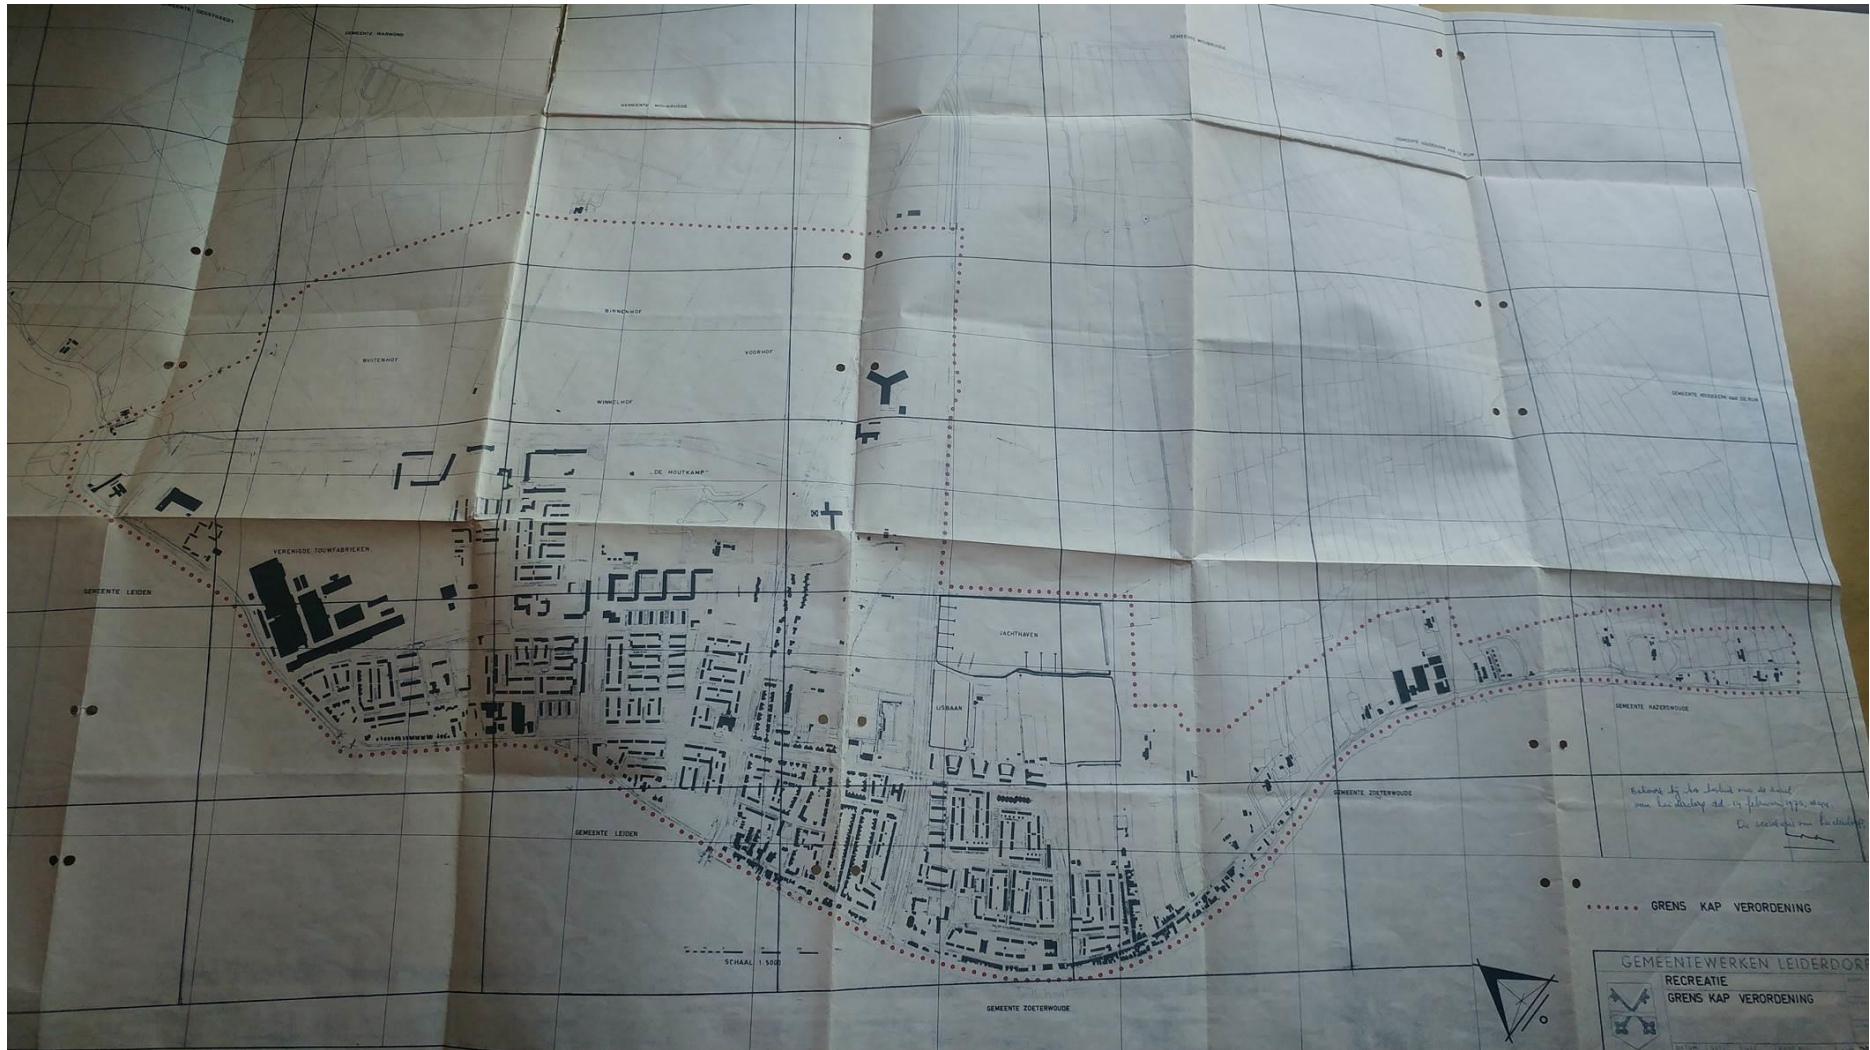 GEMEENTE OEGSTGEEST
GEMEENTE WARMOND
GEMEENTE WOUBRUGGE
GEMEENTE WOUBRUGGE
GEMEENTE KOUDEKERK AAN DE RIJN
BINNENHOF
BUITENHOF
VOORHOF
WINKELHOF
GEMEENTE KOUDEKERK AAN DE RIJN
"DE HOUTKAMP"
VERENIGDE TOUWFABRIEKEN
GEMEENTE LEIDEN
JACHTHAVEN
IJSBAAN
GEMEENTE HAZERSWOUDE
GEMEENTE ZOETERWOUDE
GEMEENTE LEIDEN
februari 1972
GRENS KAP VERORDENING
SCHAAL 1:5000
GEMEENTE ZOETERWOUDE
GEMEENTEWERKEN LEIDERDORP
RECREATIE
GRENS KAP VERORDENING